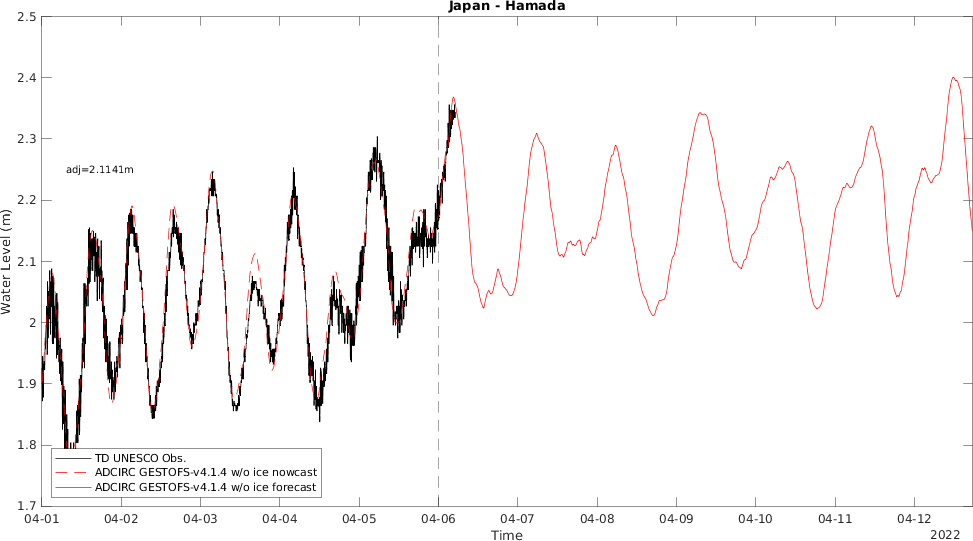 Japan - Hamada
2.5
2.4
2.3
2.2
2.1
2
1.9
1.8
1.7
Water Level (m)
adj=2.1141m
TD UNESCO Obs.
ADCIRC GESTOFS-v4.1.4 w/o ice nowcast
ADCIRC GESTOFS-v4.1.4 w/o ice forecast
04-01 04-02 04-03 04-04 04-05 04-06 04-07 04-08 04-09 04-10 04-11 04-12
Time
2022